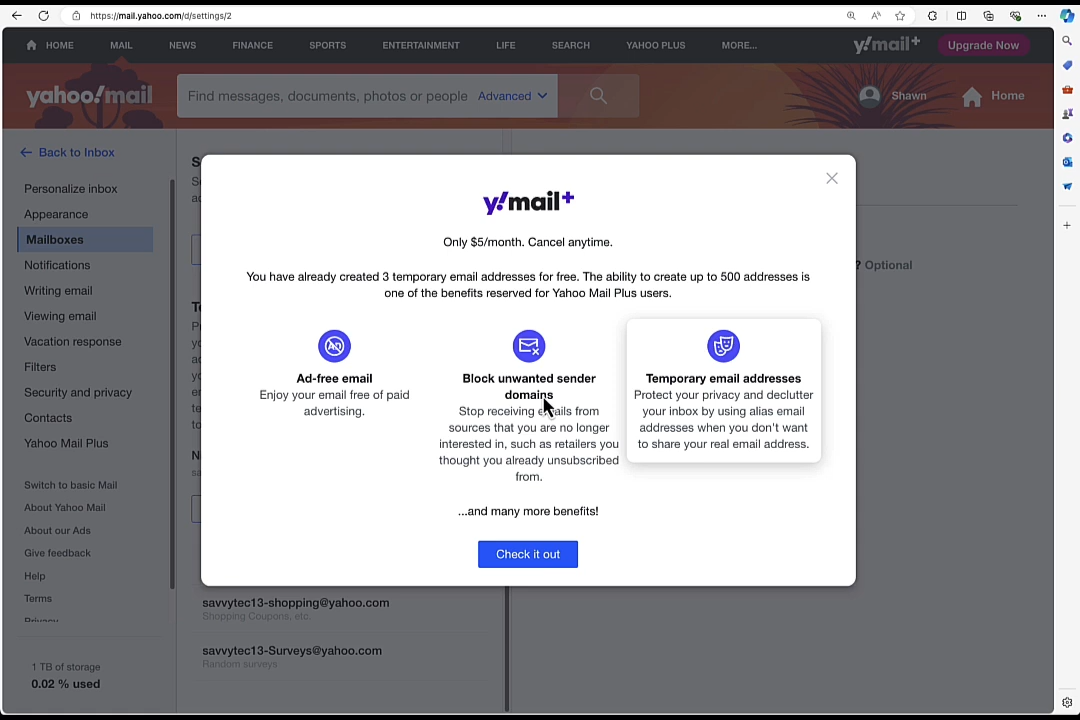 https://mail.yahoo.com/d/settings/2
HOME MAIL NEWS FINANCE SPORTS ENTERTAINMENT LIFE SEARCH YAHOO PLUS MORE... y!mail+ Upgrade Now
yahoo!mail Find messages, documents, photos or people Advanced Shawn Home
Back to Inbox
Personalize inbox
Appearance
Mailboxes
Notifications
Writing email
Viewing email
Vacation response
Filters
Security and privacy
Contacts
Yahoo Mail Plus
Switch to basic Mail
About Yahoo Mail
About our Ads
Give feedback
Help
Terms
Privacy
1 TB of storage
0.02 % used
? Optional
y!mail+
Only $5/month. Cancel anytime.
You have already created 3 temporary email addresses for free. The ability to create up to 500 addresses is
one of the benefits reserved for Yahoo Mail Plus users.
AD
Ad-free email
Enjoy your email free of paid
advertising.
Block unwanted sender
domains
Stop receiving emails from
sources that you are no longer
interested in, such as retailers you
thought you already unsubscribed
from.
Temporary email addresses
Protect your privacy and declutter
your inbox by using alias email
addresses when you don't want
to share your real email address.
...and many more benefits!
Check it out
savvytec13-shopping@yahoo.com
Shopping Coupons, etc.
savvytec13-Surveys@yahoo.com
Random surveys